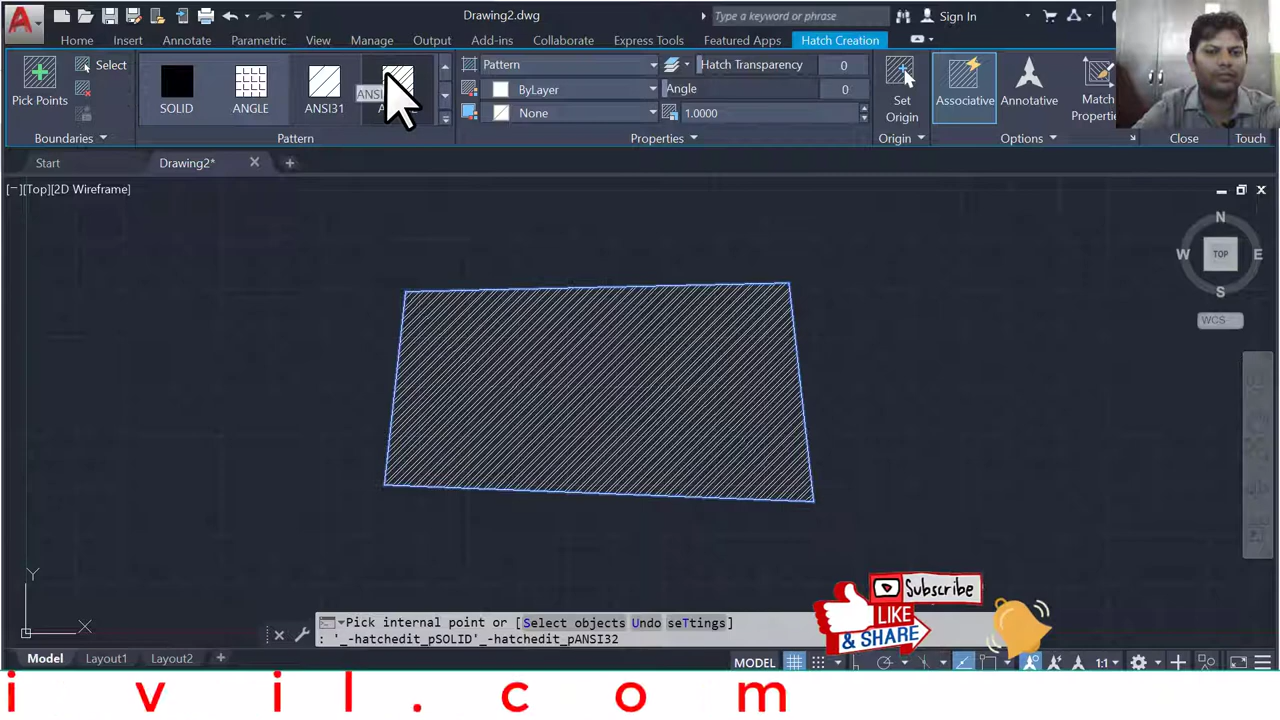 Drawing2.dwg
Type a keyword or phrase
Sign In
Home Insert Annotate Parametric View Manage Output Add-ins Collaborate Express Tools Featured Apps Hatch Creation
Pick Points
Select
Boundaries
SOLID
ANGLE
ANSI31
Pattern
Pattern
ByLayer
None
Hatch Transparency 0
Angle 0
1.0000
Properties
Set
Origin
Origin
Associative
Annotative
Match
Options
Close
Touch
Start
Drawing2*
[−][Top][2D Wireframe]
N
W TOP E
S
WCS
Y
X
Subscribe
LIKE
& SHARE
Pick internal point or [Select objects Undo seTtings]
: '_-hatchedit_pSOLID'_-hatchedit_pANSI32
Model Layout1 Layout2
MODEL
1:1
i v i l . c o m